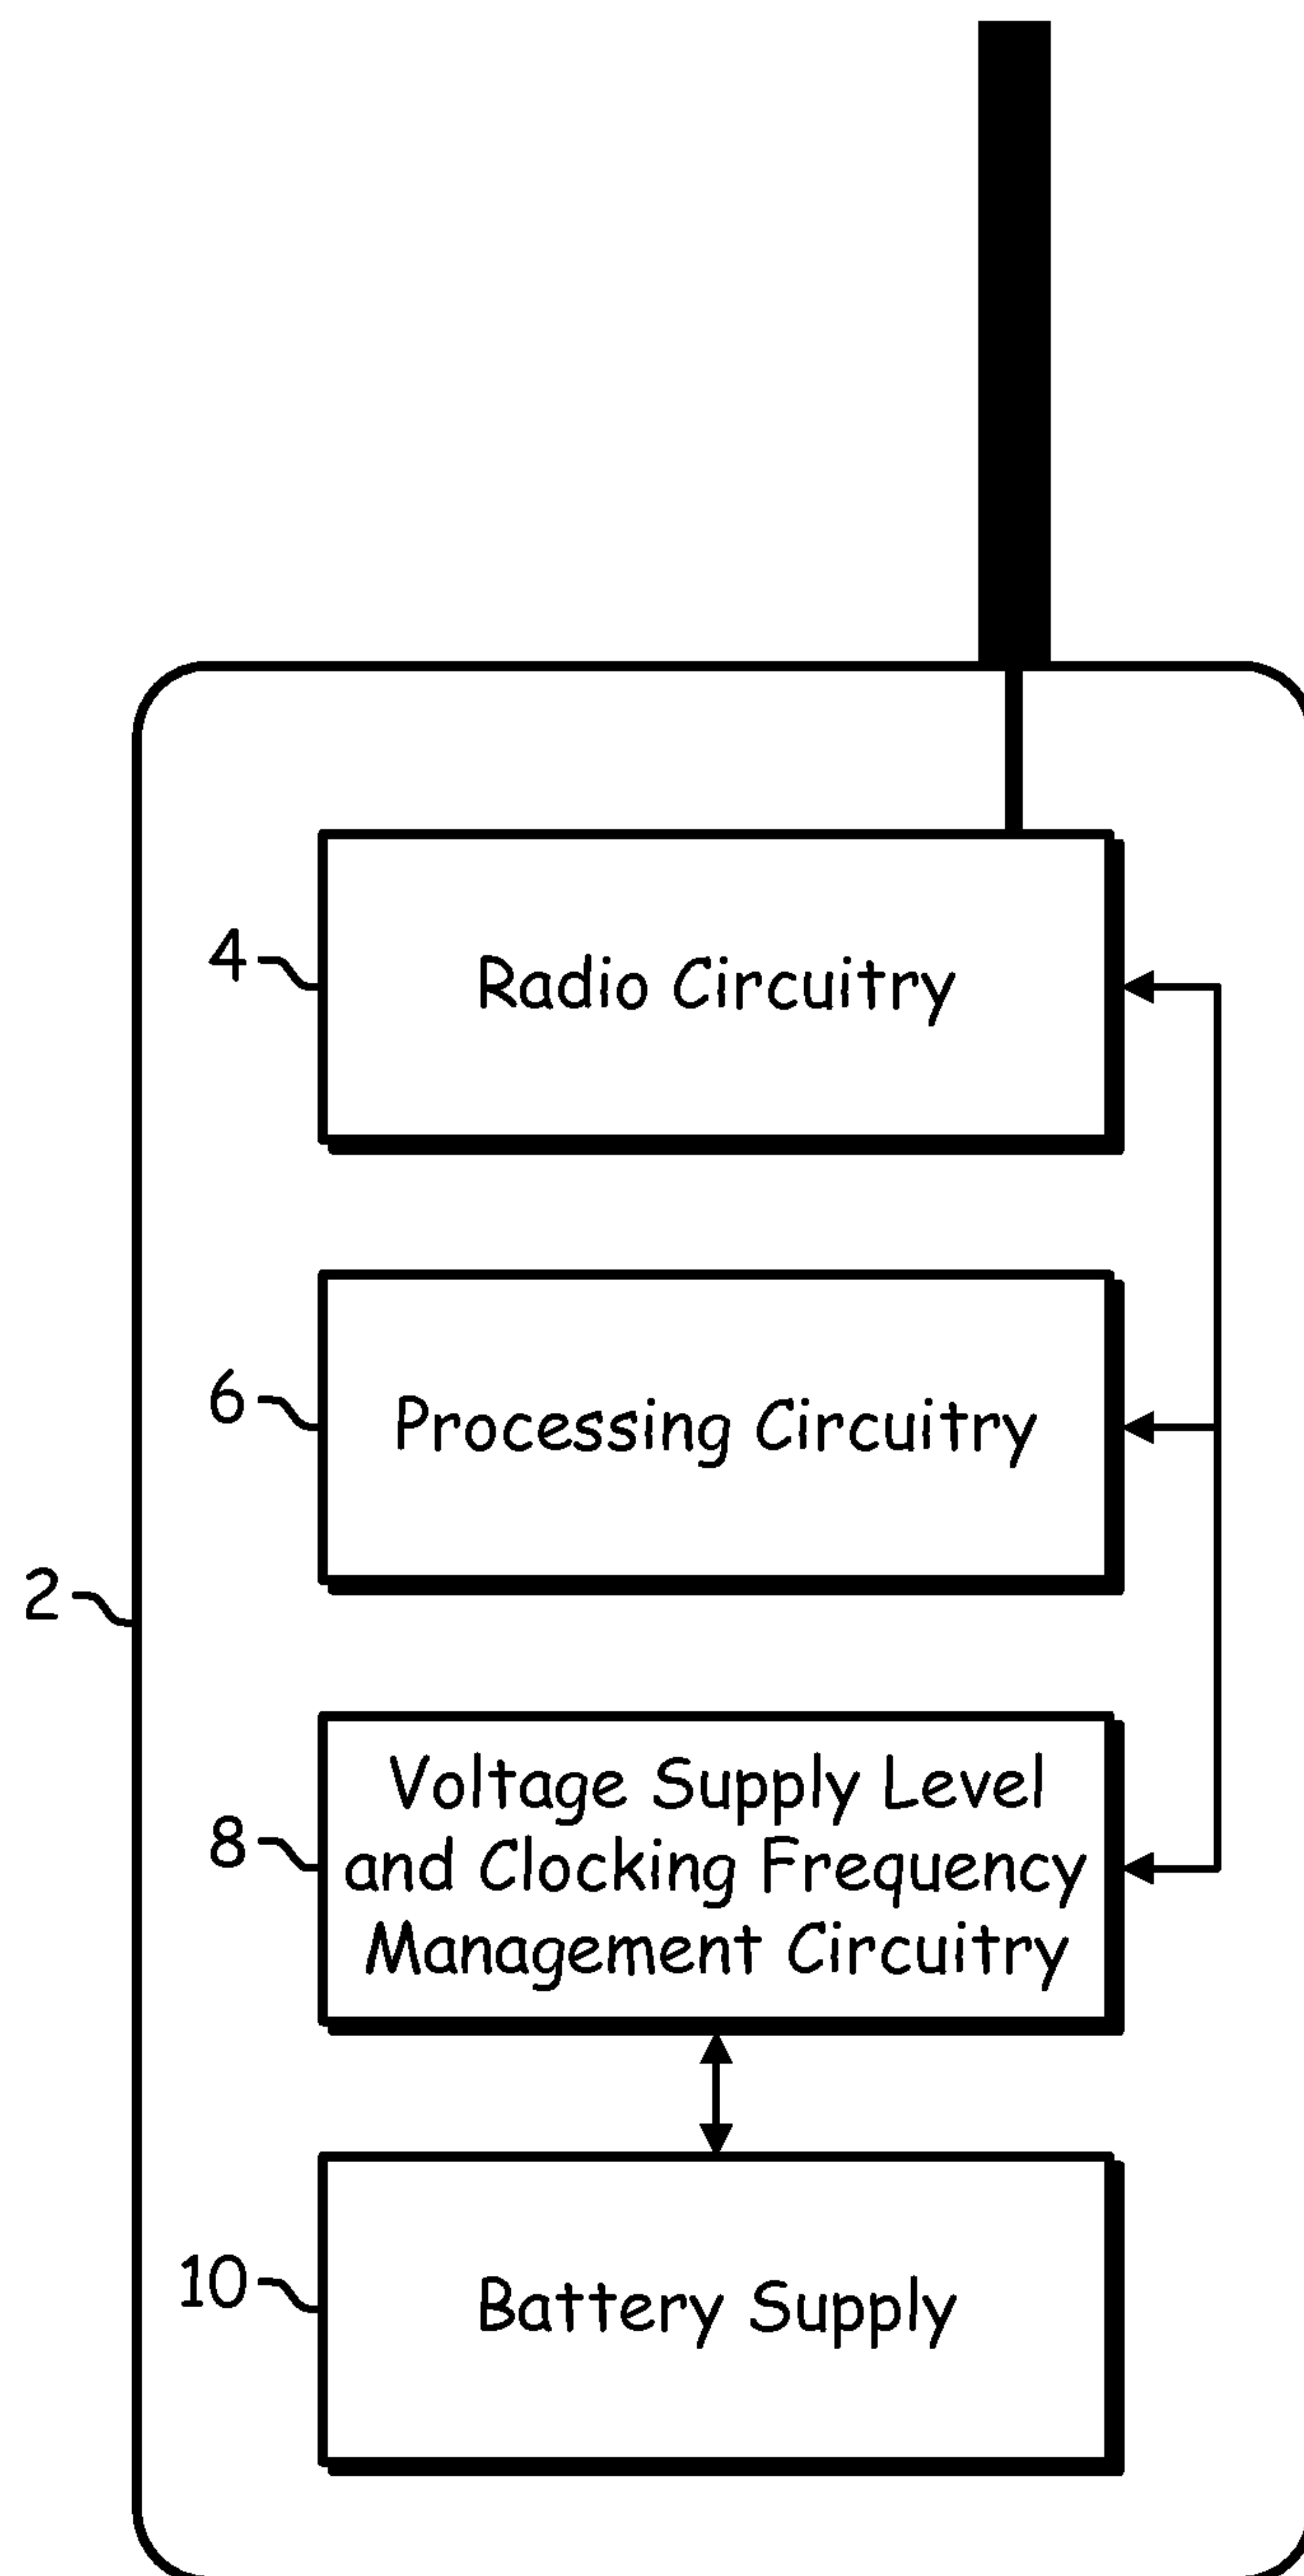 4
Radio Circuitry
6
Processing Circuitry
2
8
Voltage Supply Level
and Clocking Frequency
Management Circuitry
10
Battery Supply